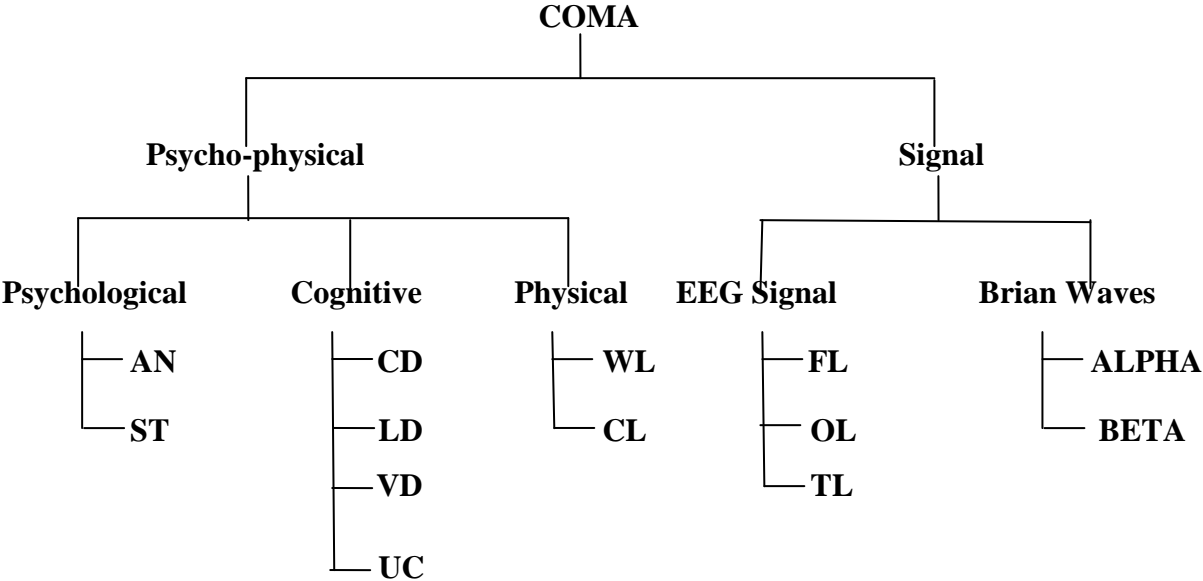 COMA
Psycho-physical Signal
Psychological Cognitive Physical EEG Signal Brian Waves
AN CD WL FL ALPHA
ST LD CL OL BETA
VD TL
UC